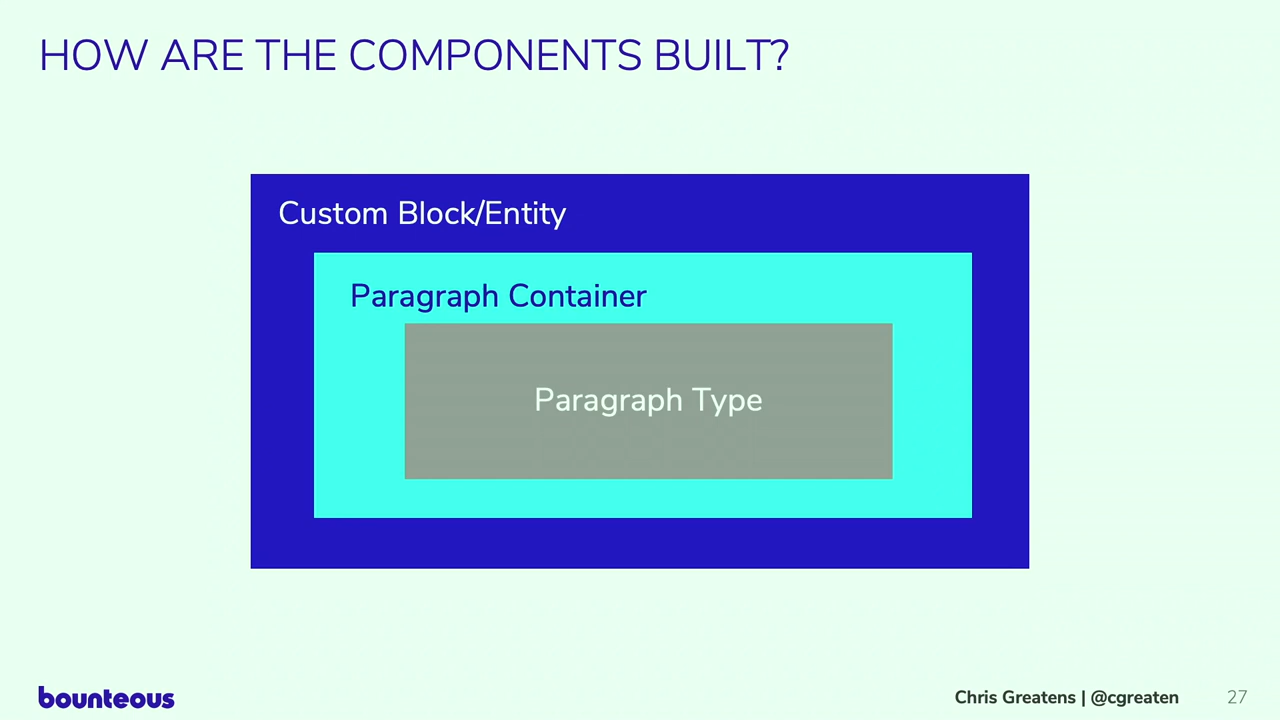 HOW ARE THE COMPONENTS BUILT?
Custom Block/Entity
Paragraph Container
Paragraph Type
bounteous
Chris Greatens | @cgreaten
27